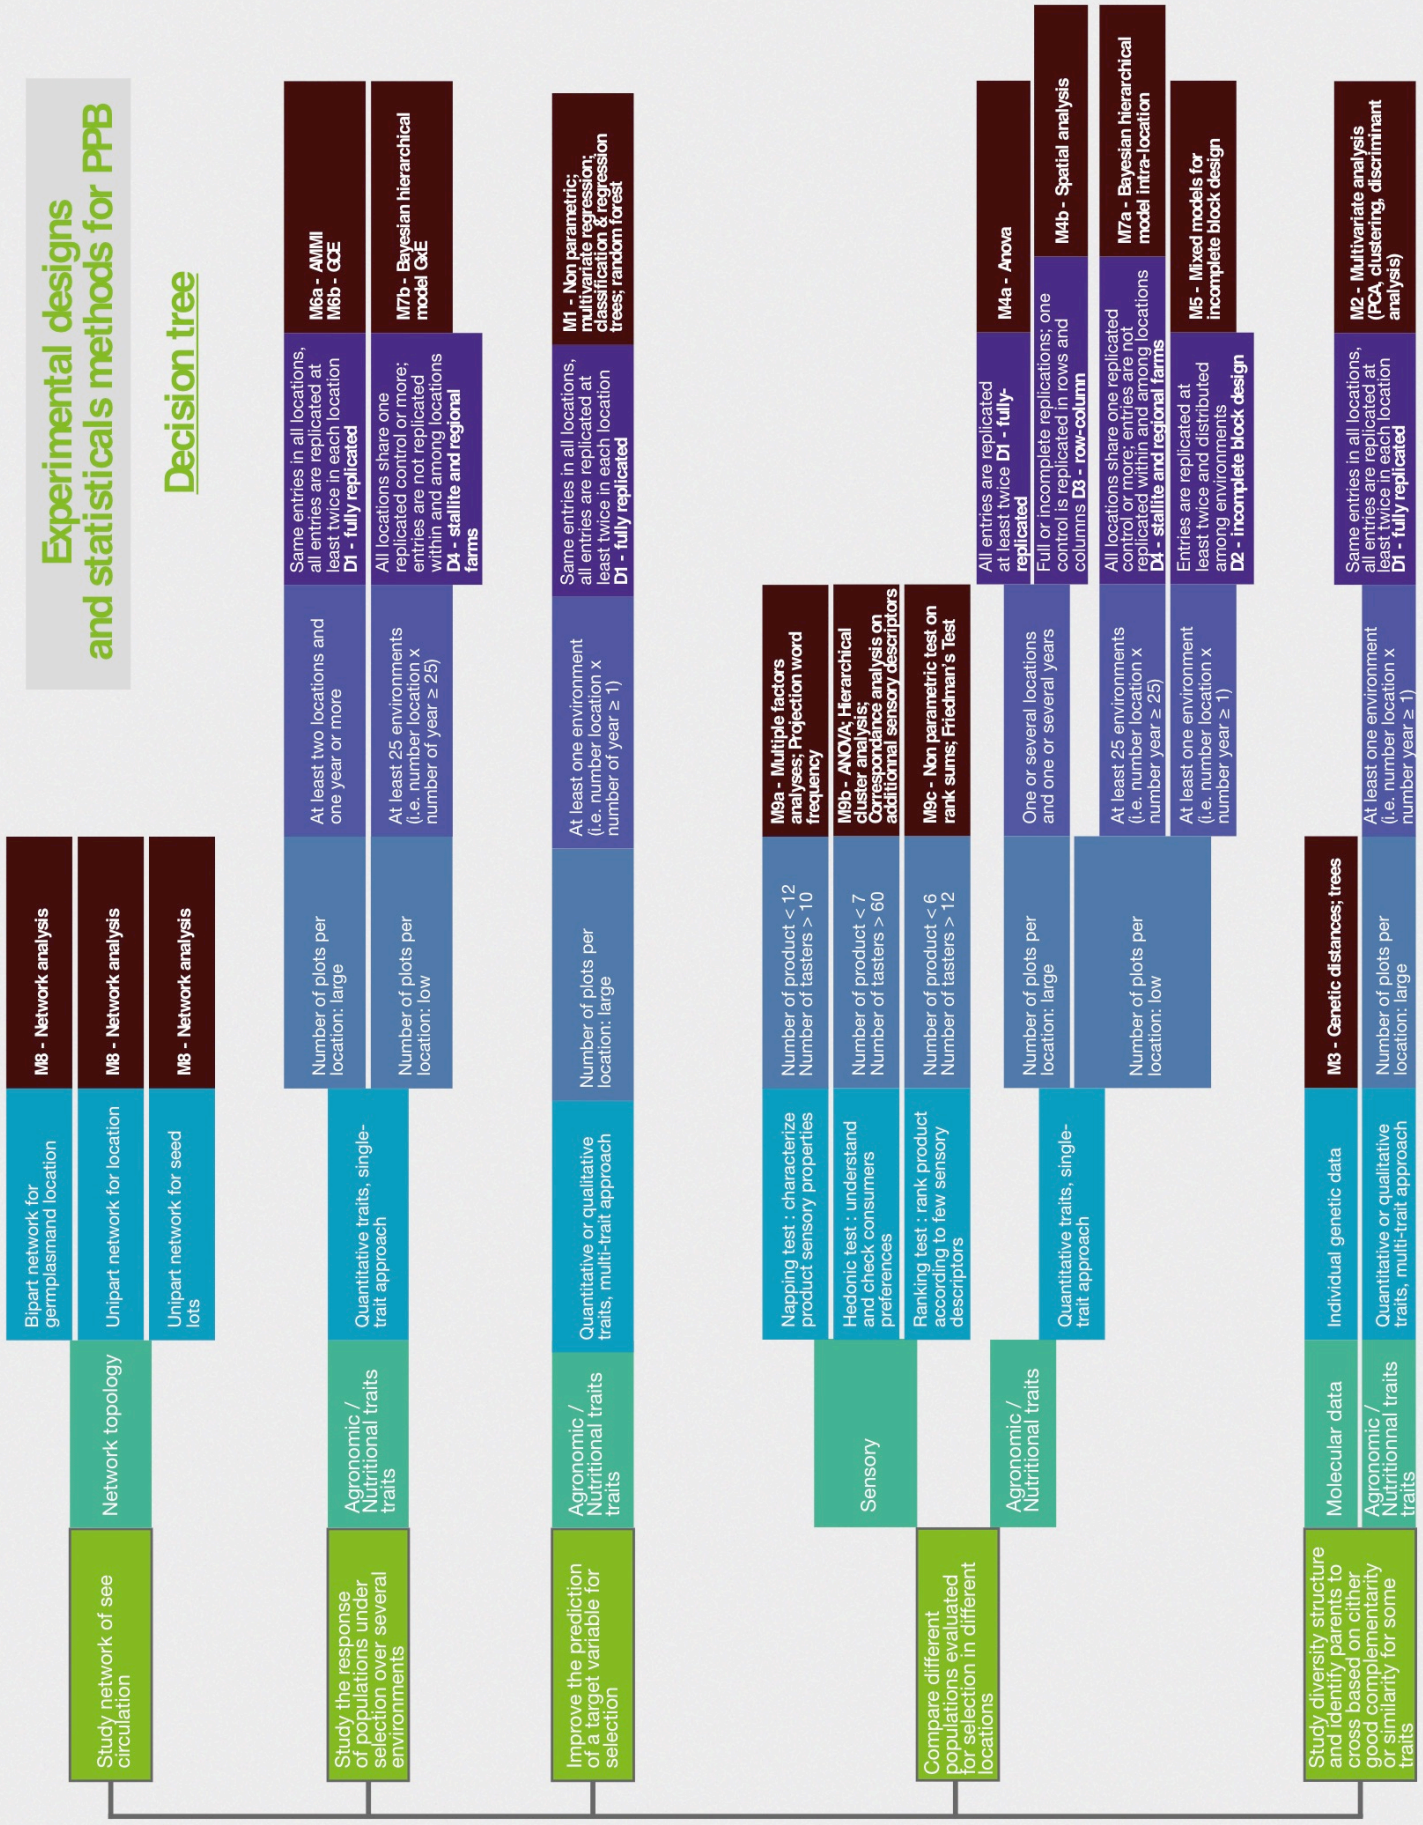 Experimental designs
and statisticals methods for PPB
Decision tree
Study network of see
circulation
Network topology
Bipart network for
germplasmand location
M8 - Network analysis
Unipart network for location
M8 - Network analysis
Unipart network for seed
lots
M8 - Network analysis
Study the response
of populations under
selection over several
environments
Agronomic /
Nutritional traits
traits
Quantitative traits, single-
trait approach
Number of plots per
location: large
At least two locations and
one year or more
Same entries in all locations,
all entries are replicated at
least twice in each location
D1 - fully replicated
M6a - AMMI
M6b - GCE
Number of plots per
location: low
At least 25 environments
(i.e. number location x
number of year ≥ 25)
All locations share one
replicated control or more;
entries are not replicated
within and among locations
D4 - stallite and regional
farms
M7b - Bayesian hierarchical
model GxE
Improve the prediction
of a target variable for
selection
Agronomic /
Nutritional traits
traits
Quantitative or qualitative
traits, multi-trait approach
Number of plots per
location: large
At least one environment
(i.e. number location x
number of year ≥ 1)
Same entries in all locations,
all entries are replicated at
least twice in each location
D1 - fully replicated
M1 - Non parametric;
multivariate regression;
classification & regression
trees; random forest
Compare different
populations evaluated
for selection in different
locations
Sensory
Napping test : characterize
product sensory properties
Number of product < 12
Number of tasters > 10
M9a - Multiple factors
analyses; Projection word
frequency
Hedonic test : understand
and check consumers
preferences
Number of product < 7
Number of tasters > 60
M9b - ANOVA; Hierarchical
cluster analysis;
Correspondance analysis on
additionnal sensory descriptors
Ranking test : rank product
according to few sensory
descriptors
Number of product < 6
Number of tasters > 12
M9c - Non parametric test on
rank sums; Friedman's Test
Agronomic /
Nutritional traits
Quantitative traits, single-
trait approach
Number of plots per
location: large
One or several locations
and one or several years
All entries are replicated
at least twice D1 - fully-
replicated
M4a - Anova
Full or incomplete replications; one
control is replicated in rows and
columns D3 - row-column
M4b - Spatial analysis
Number of plots per
location: low
At least 25 environments
(i.e. number location x
number year ≥ 25)
All locations share one replicated
control or more; entries are not
replicated within and among locations
D4 - stallite and regional farms
M7a - Bayesian hierarchical
model intra-location
At least one environment
(i.e. number location x
number year ≥ 1)
Entries are replicated at
least twice and distributed
among environments
D2 - incomplete block design
M5 - Mixed models for
incomplete block design
Study diversity structure
and identify parents to
cross based on cither
good complementarity
or similarity for some
traits
Molecular data
Individual genetic data
M3 - Genetic distances; trees
Agronomic /
Nutritionnal traits
traits
Quantitative or qualitative
traits, multi-trait approach
Number of plots per
location: large
At least one environment
(i.e. number location x
number year ≥ 1)
Same entries in all locations,
all entries are replicated at
least twice in each location
D1 - fully replicated
M2 - Multivariate analysis
(PCA, clustering, discriminant
analysis)